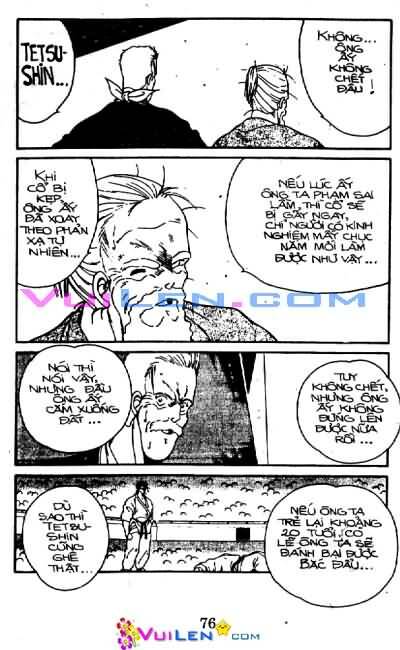 TETSU-
SHIN...
KHÔNG...
ÔNG
ẤY
KHÔNG
CHẾT
ĐÂU !
KHI
CỔ BỊ
KẸP,
ÔNG ẤY
ĐÃ XOAY
THEO PHẢN
XẠ TỰ
NHIÊN...
NẾU LÚC ẤY
ÔNG TA PHẠM SAI
LẦM, THÌ CỔ SẼ
BỊ GÃY NGAY,
CHỈ NGƯỜI CÓ KINH
NGHIỆM MẤY CHỤC
NĂM MỚI LÀM
ĐƯỢC NHƯ VẬY...
VUILEN.COM
NÓI THÌ
NÓI VẬY,
NHƯNG ĐẦU
ÔNG ẤY
CẮM XUỐNG
ĐẤT...
TUY
KHÔNG CHẾT,
NHƯNG ÔNG
ẤY KHÔNG
ĐỨNG LÊN
ĐƯỢC NỮA
RỒI...
DÙ
SAO THÌ
TETSU-
SHIN
CŨNG
GHÊ
THẬT...
NẾU ÔNG TA
TRẺ LẠI KHOẢNG
20 TUỔI, CÓ
LẼ ÔNG TA SẼ
ĐÁNH BẠI ĐƯỢC
BẮC ĐẨU...
76
VUILEN.COM